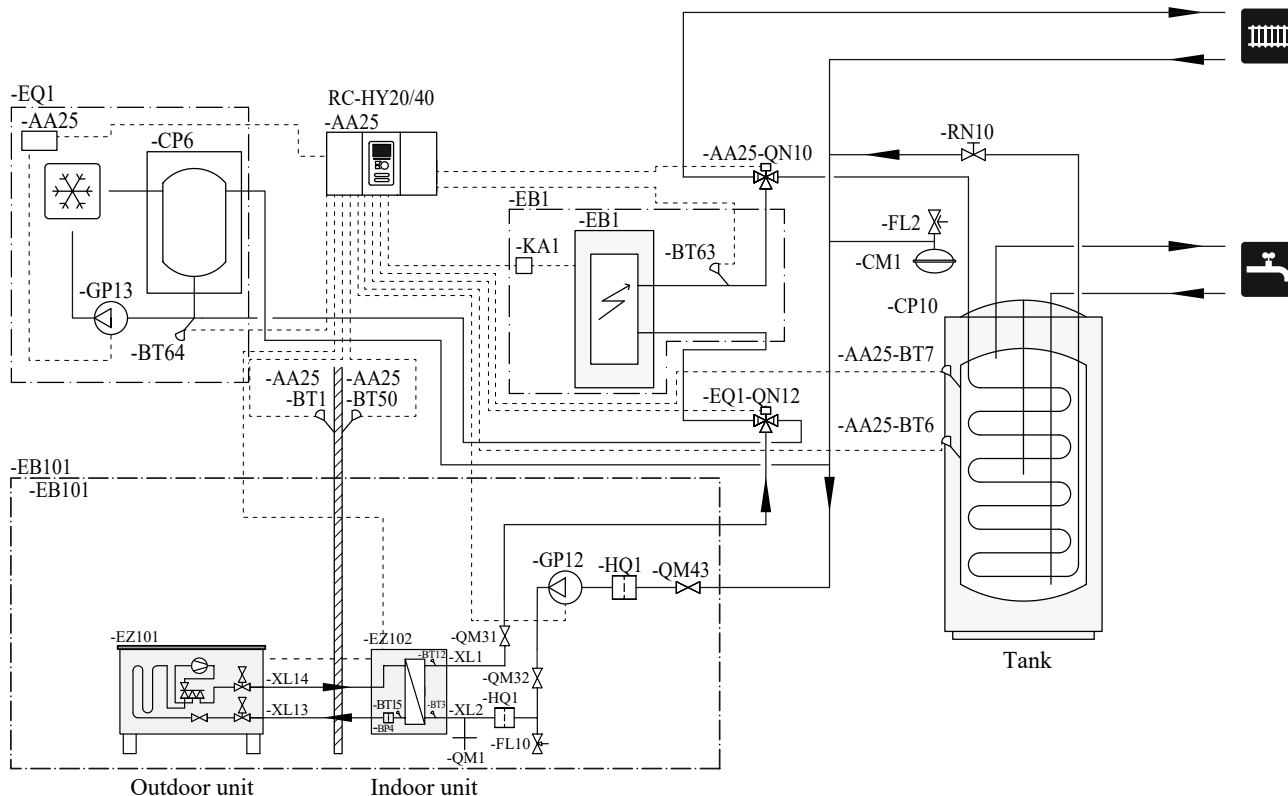 -EQ1
-AA25
-CP6
-GP13
-BT64
RC-HY20/40
-AA25
-AA25
-BT1
-AA25
-BT50
-EB1
-EB1
-KA1
-BT63
-AA25-QN10
-EQ1-QN12
-RN10
-FL2
-CM1
-CP10
-AA25-BT7
-AA25-BT6
Tank
-EB101
-EB101
-GP12
-HQ1
-QM43
-EZ101
-XL14
-XL13
-EZ102
-BT12
-XL1
-QM31
-QM32
-BT15
-BP4
-BT3
-XL2
-HQ1
-QM1
-FL10
Outdoor unit
Indoor unit